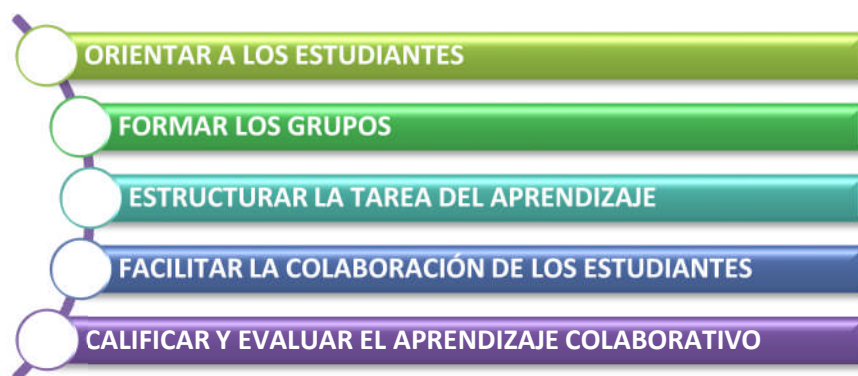 ORIENTAR A LOS ESTUDIANTES
FORMAR LOS GRUPOS
ESTRUCTURAR LA TAREA DEL APRENDIZAJE
FACILITAR LA COLABORACIÓN DE LOS ESTUDIANTES
CALIFICAR Y EVALUAR EL APRENDIZAJE COLABORATIVO